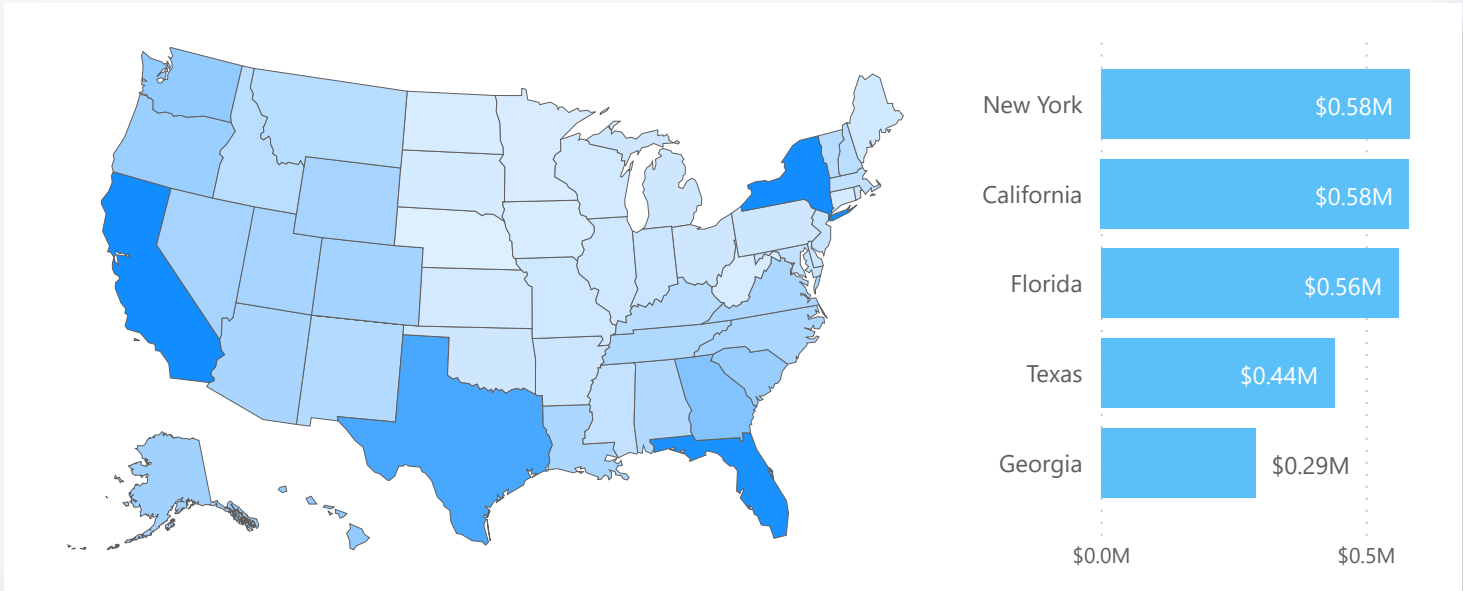 New York $0.58M
California $0.58M
Florida $0.56M
Texas $0.44M
Georgia $0.29M
$0.0M $0.5M